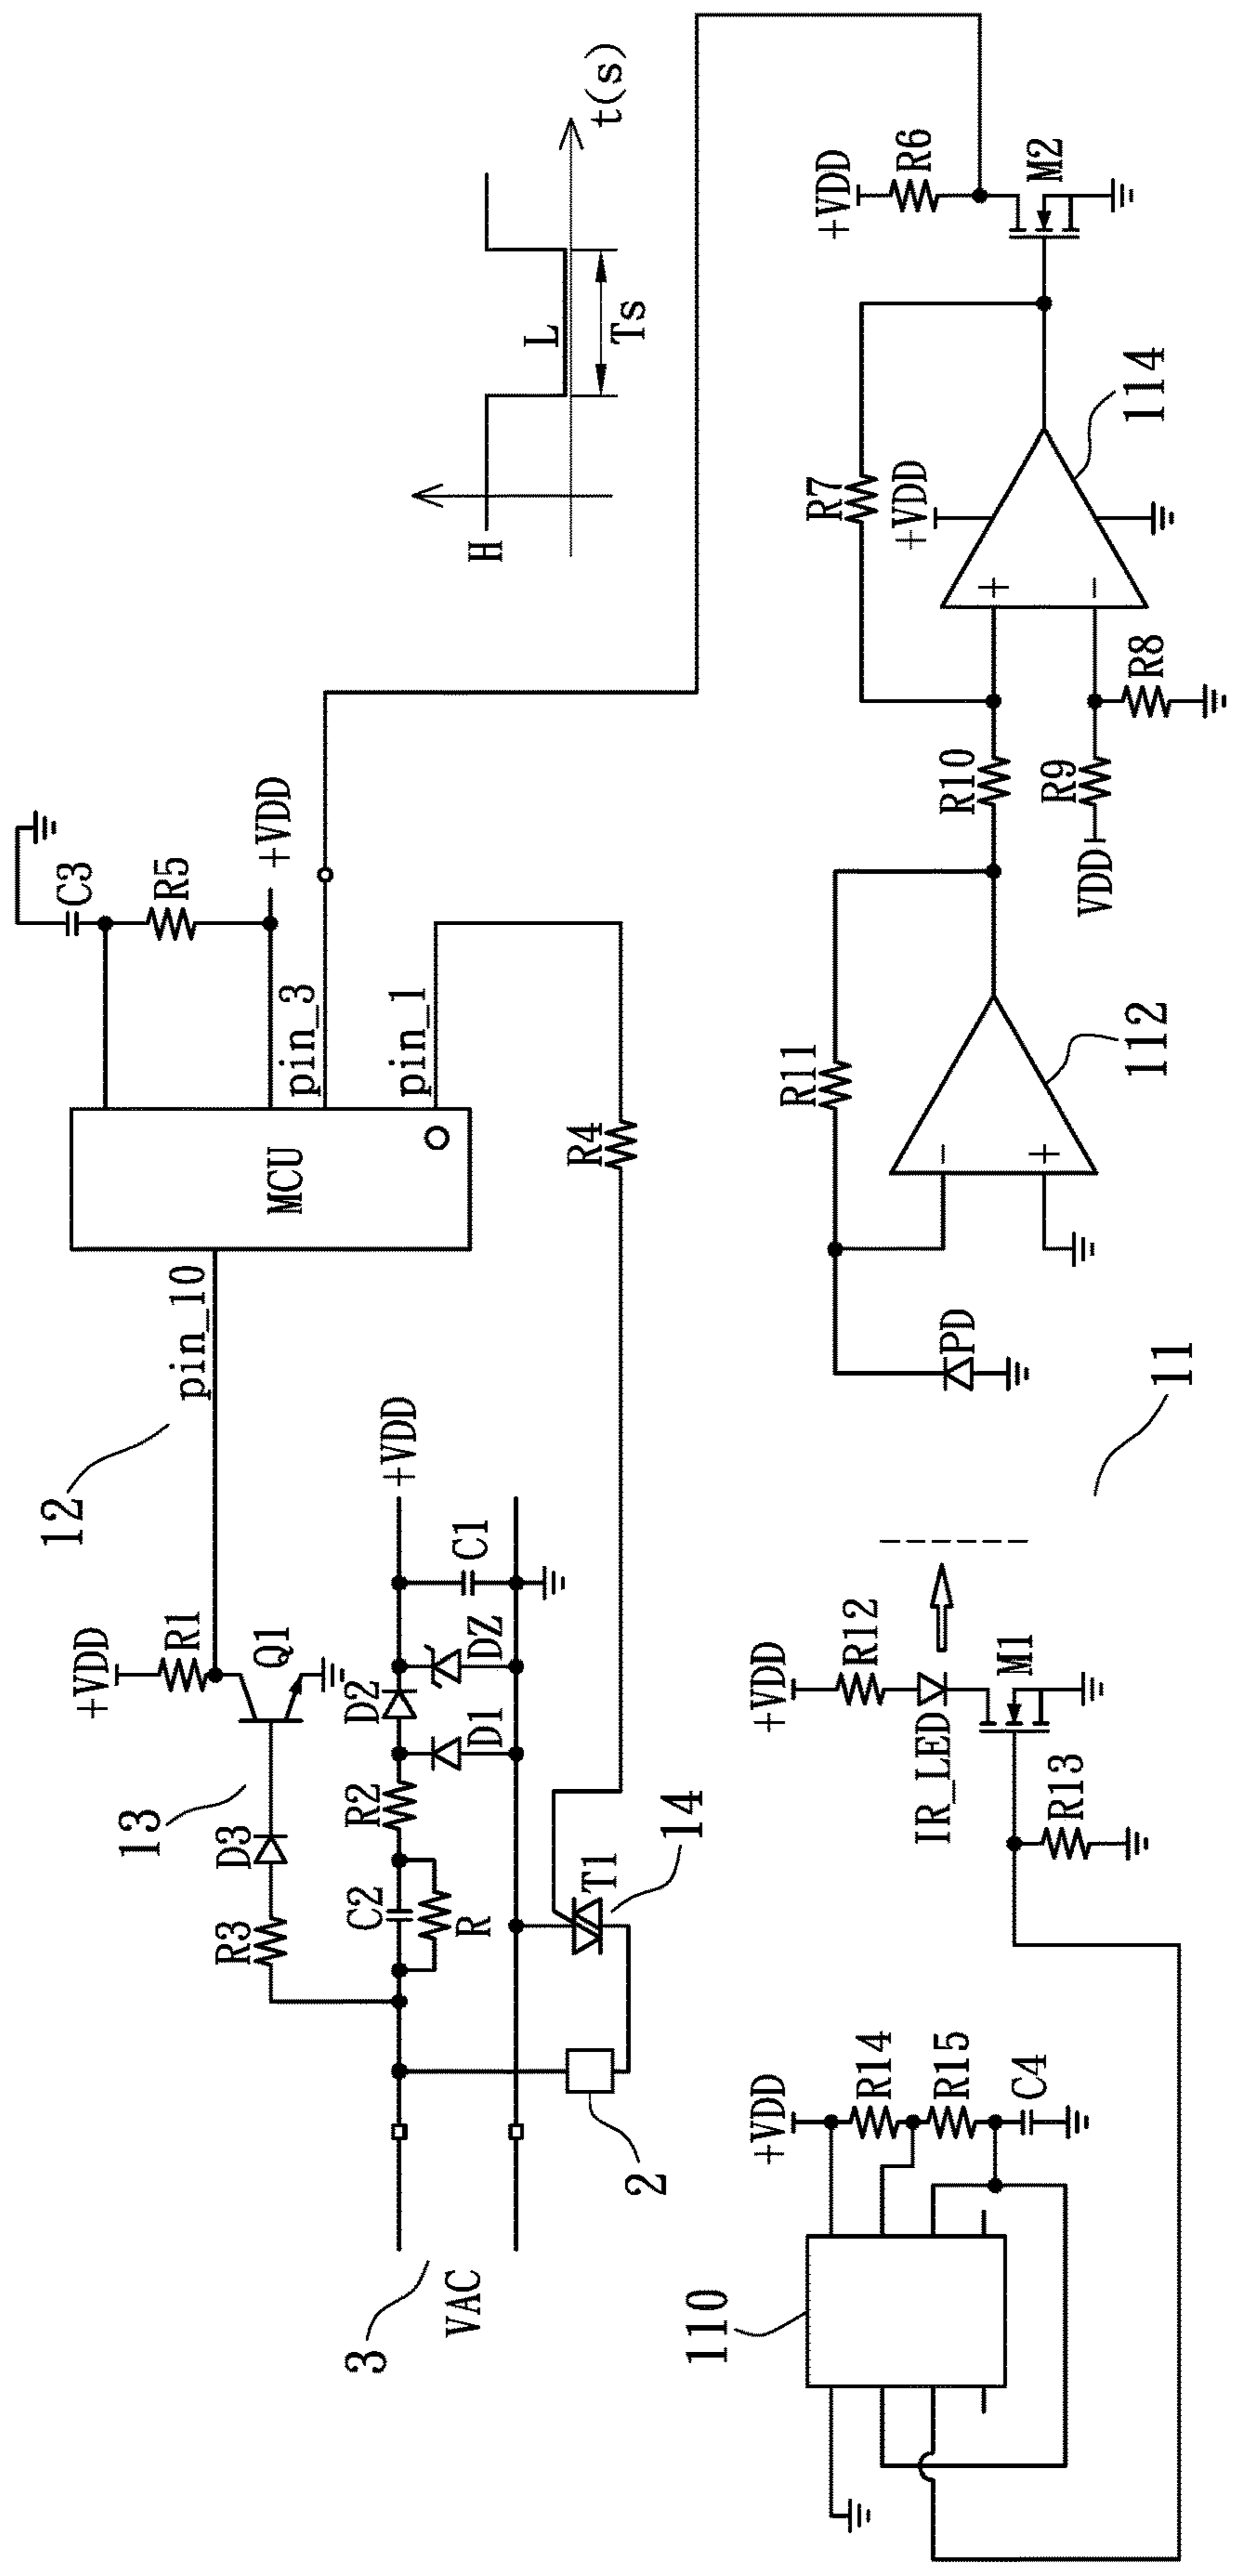 12
13
+VDD
R1
Q1
pin_10
MCU
C3
R5
+VDD
pin_3
pin_1
R3
D3
C2
R
R2
D2
D1
DZ
C1
+VDD
3
VAC
2
T1
14
R4
H
L
Ts
t(s)
110
+VDD
R14
R15
C4
+VDD
R12
IR_LED
M1
R13
11
PD
R11
-
+
112
R10
R9
VDD
R8
R7
+VDD
+
-
114
+VDD
R6
M2